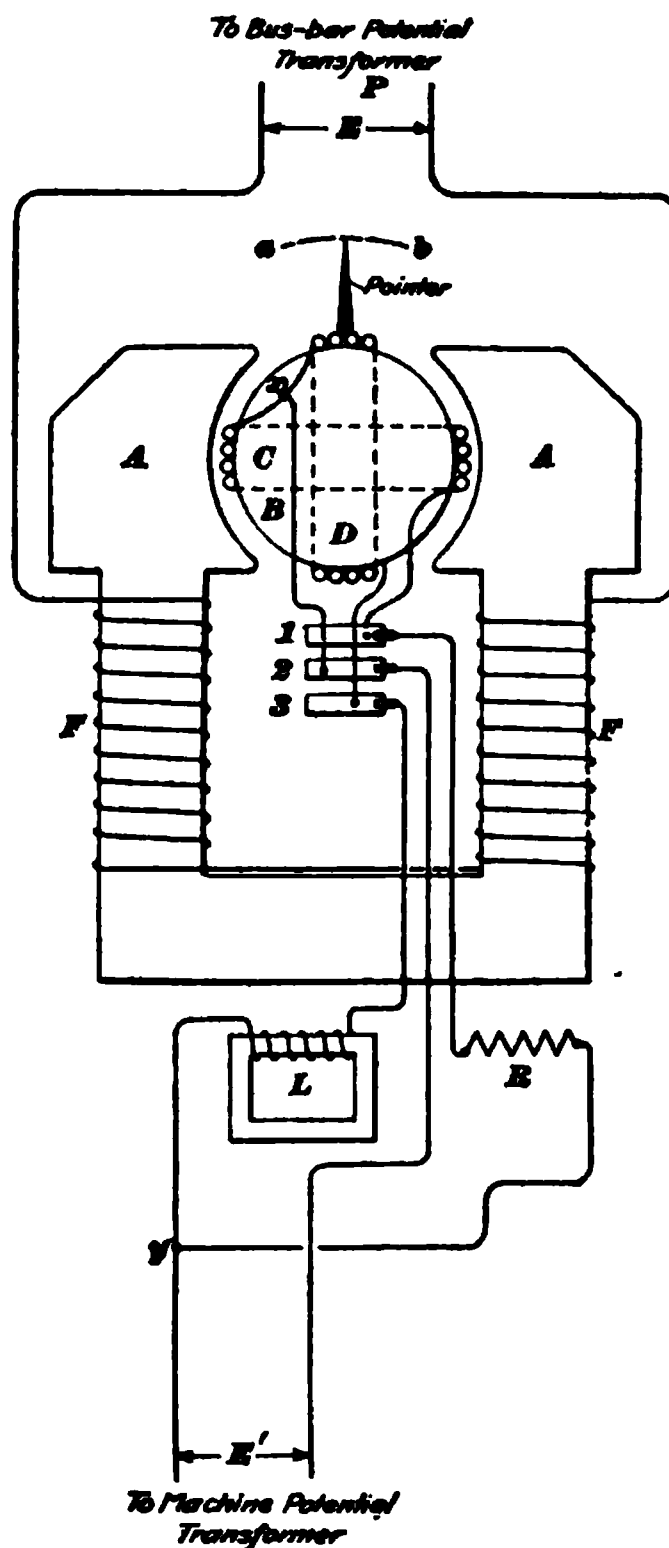 To Bus-bar Potential
Transformer
P
E
a
b
Pointer
n
A
A
C
B
D
1
2
3
F
F
L
R
y
E'
To Machine Potential
Transformer